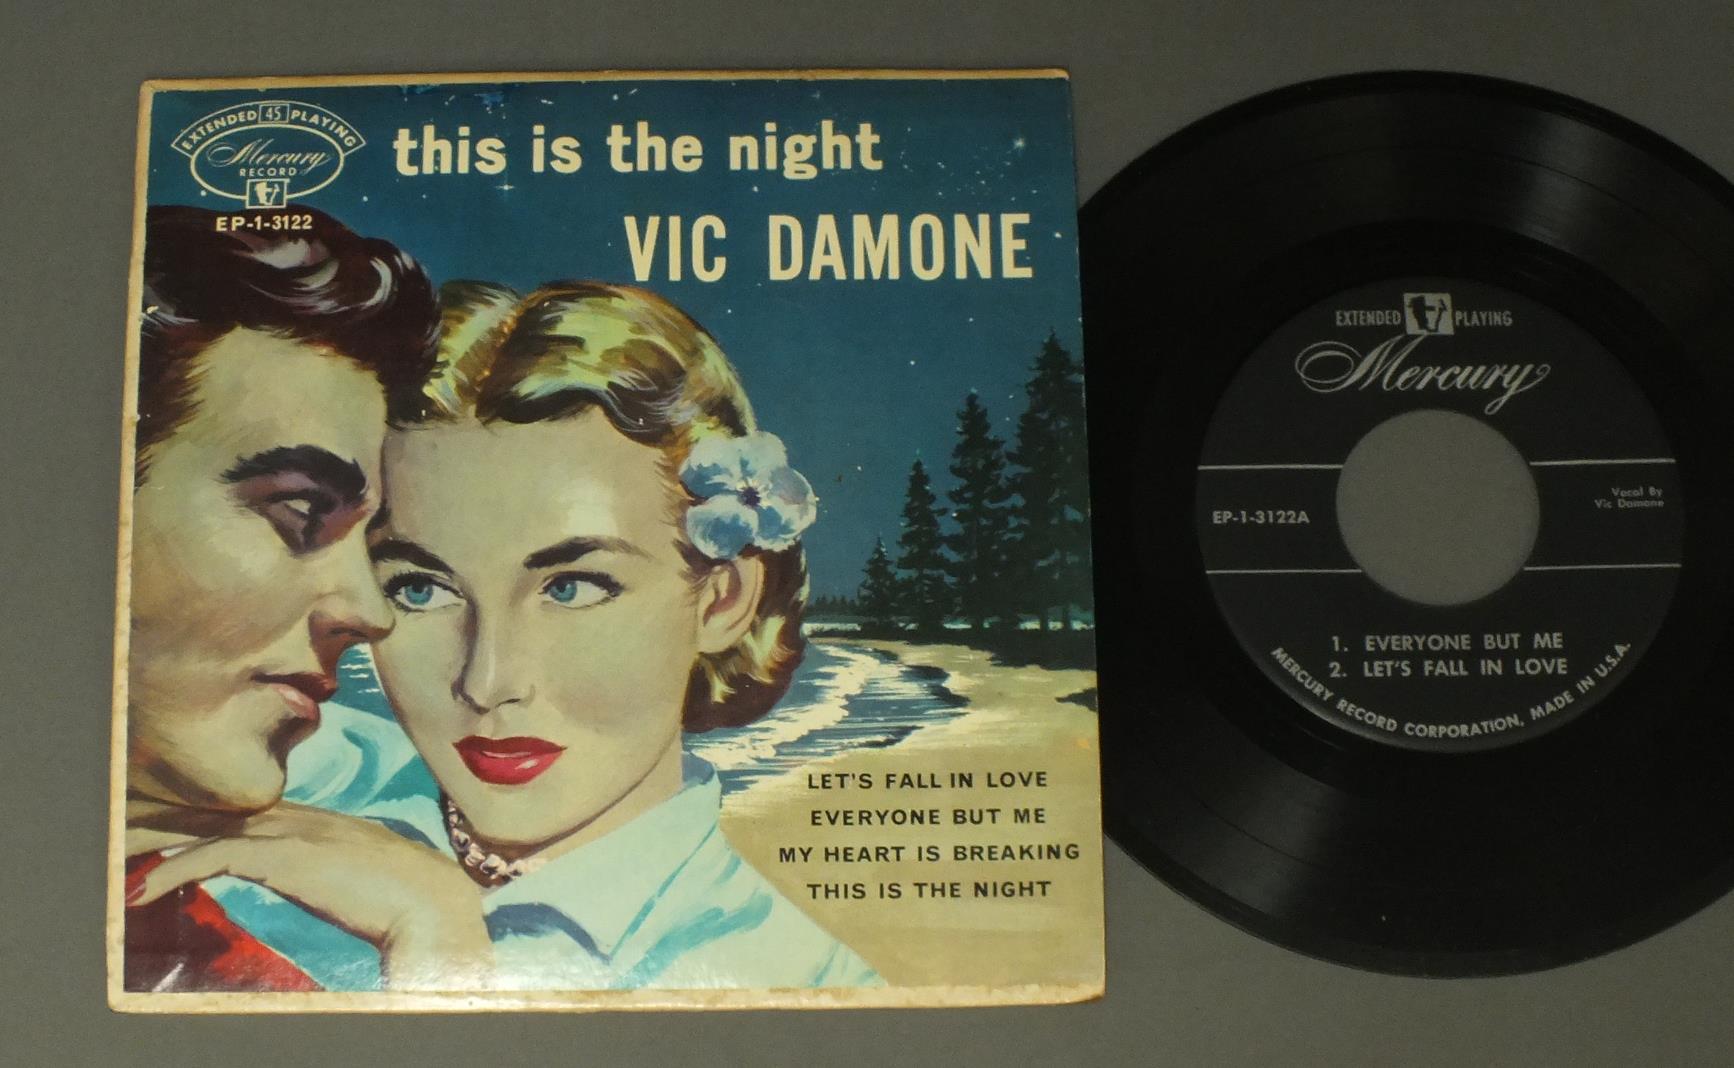 EXTENDED 45 PLAYING
Mercury
RECORD
EP-1-3122
this is the night
VIC DAMONE
LET'S FALL IN LOVE
EVERYONE BUT ME
MY HEART IS BREAKING
THIS IS THE NIGHT
EXTENDED PLAYING
Mercury
EP-1-3122A
Vocal By
Vic Damone
1. EVERYONE BUT ME
2. LET'S FALL IN LOVE
MERCURY RECORD CORPORATION, MADE IN U.S.A.